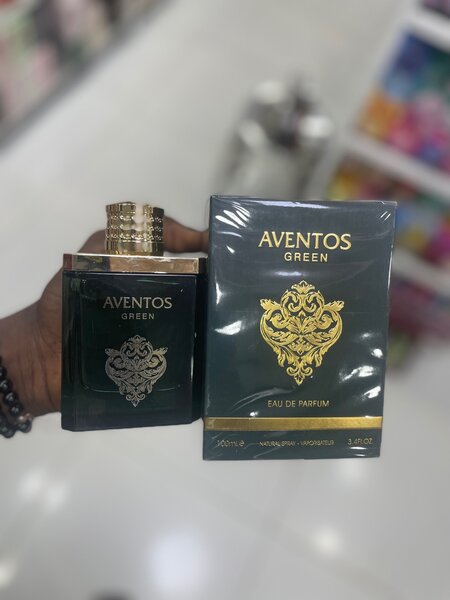 AVENTOS
GREEN
AVENTOS
GREEN
EAU DE PARFUM
100ml e NATURAL SPRAY - VAPORISATEUR 3.4FL.OZ